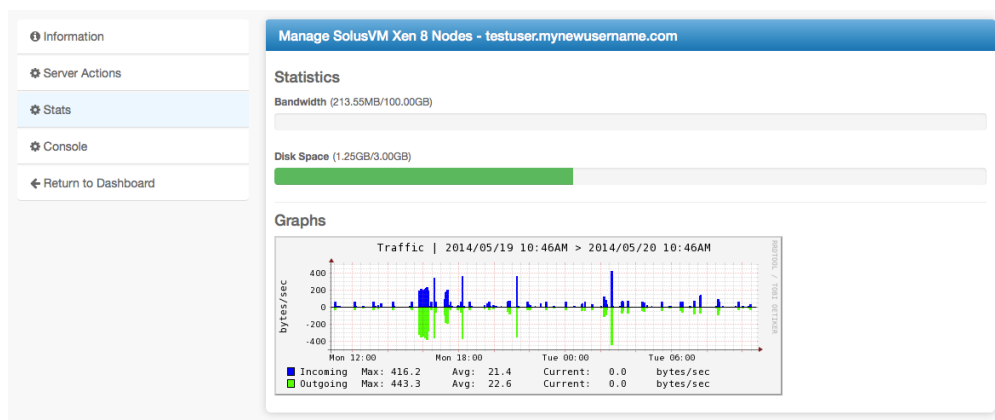 Information
Server Actions
Stats
Console
Return to Dashboard
Manage SolusVM Xen 8 Nodes - testuser.mynewusername.com
Statistics
Bandwidth (213.55MB/100.00GB)
Disk Space (1.25GB/3.00GB)
Graphs
Traffic | 2014/05/19 10:46AM > 2014/05/20 10:46AM
RRDTOOL / TOBI OETIKER
bytes/sec
400
200
0
-200
-400
Mon 12:00 Mon 18:00 Tue 00:00 Tue 06:00
Incoming Max: 416.2 Avg: 21.4 Current: 0.0 bytes/sec
Outgoing Max: 443.3 Avg: 22.6 Current: 0.0 bytes/sec